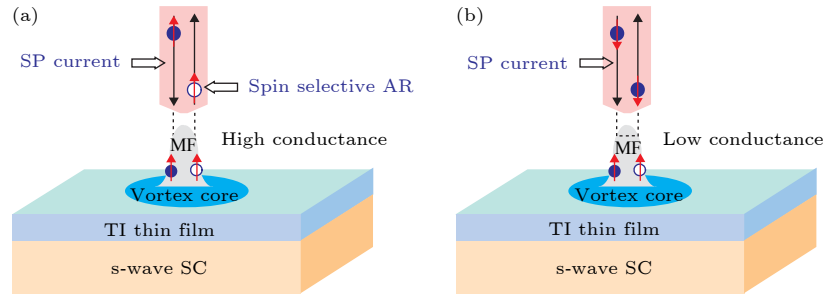 (a)
SP current
Spin selective AR
High conductance
MF
Vortex core
TI thin film
s-wave SC
(b)
SP current
Low conductance
MF
Vortex core
TI thin film
s-wave SC